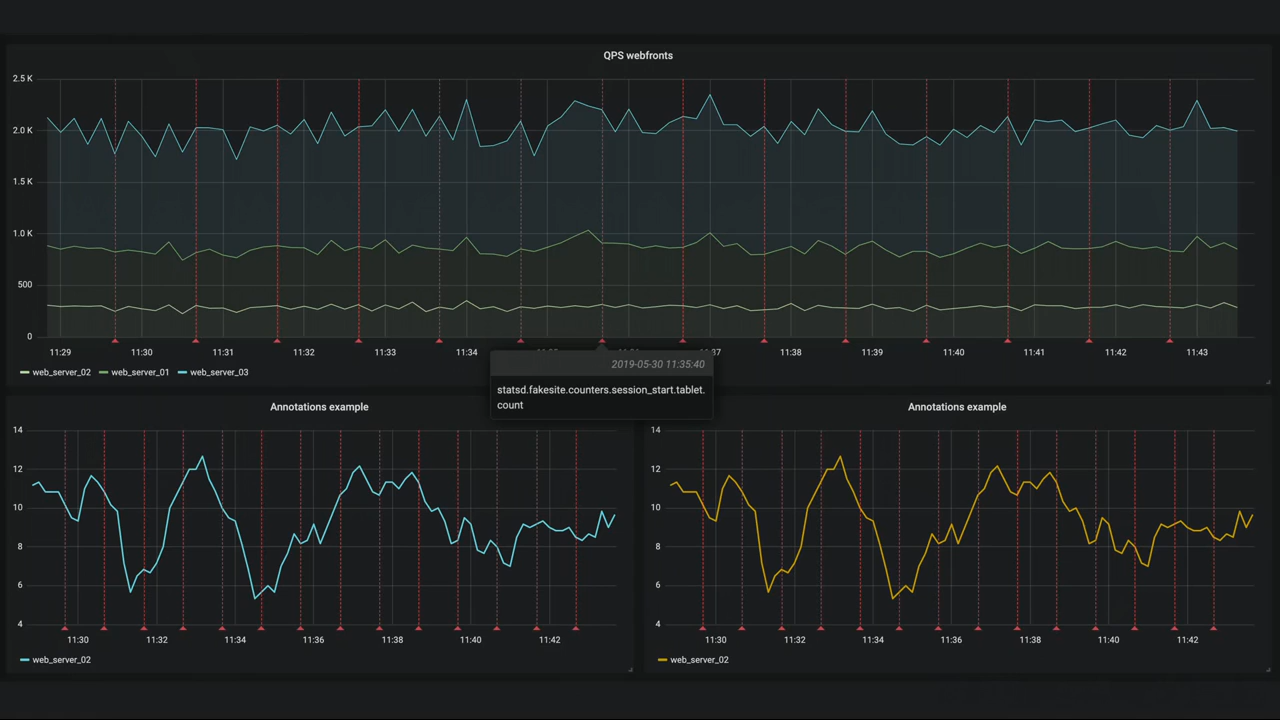 QPS webfronts
2.5 K
2.0 K
1.5 K
1.0 K
500
0
11:29 11:30 11:31 11:32 11:33 11:34 11:38 11:39 11:40 11:41 11:42 11:43
web_server_02 web_server_01 web_server_03
2019-05-30 11:35:40
statsd.fakesite.counters.session_start.tablet.
count
Annotations example
14
12
10
8
6
4
11:30 11:32 11:34 11:36 11:38 11:40 11:42
web_server_02
Annotations example
14
12
10
8
6
4
11:30 11:32 11:34 11:36 11:38 11:40 11:42
web_server_02